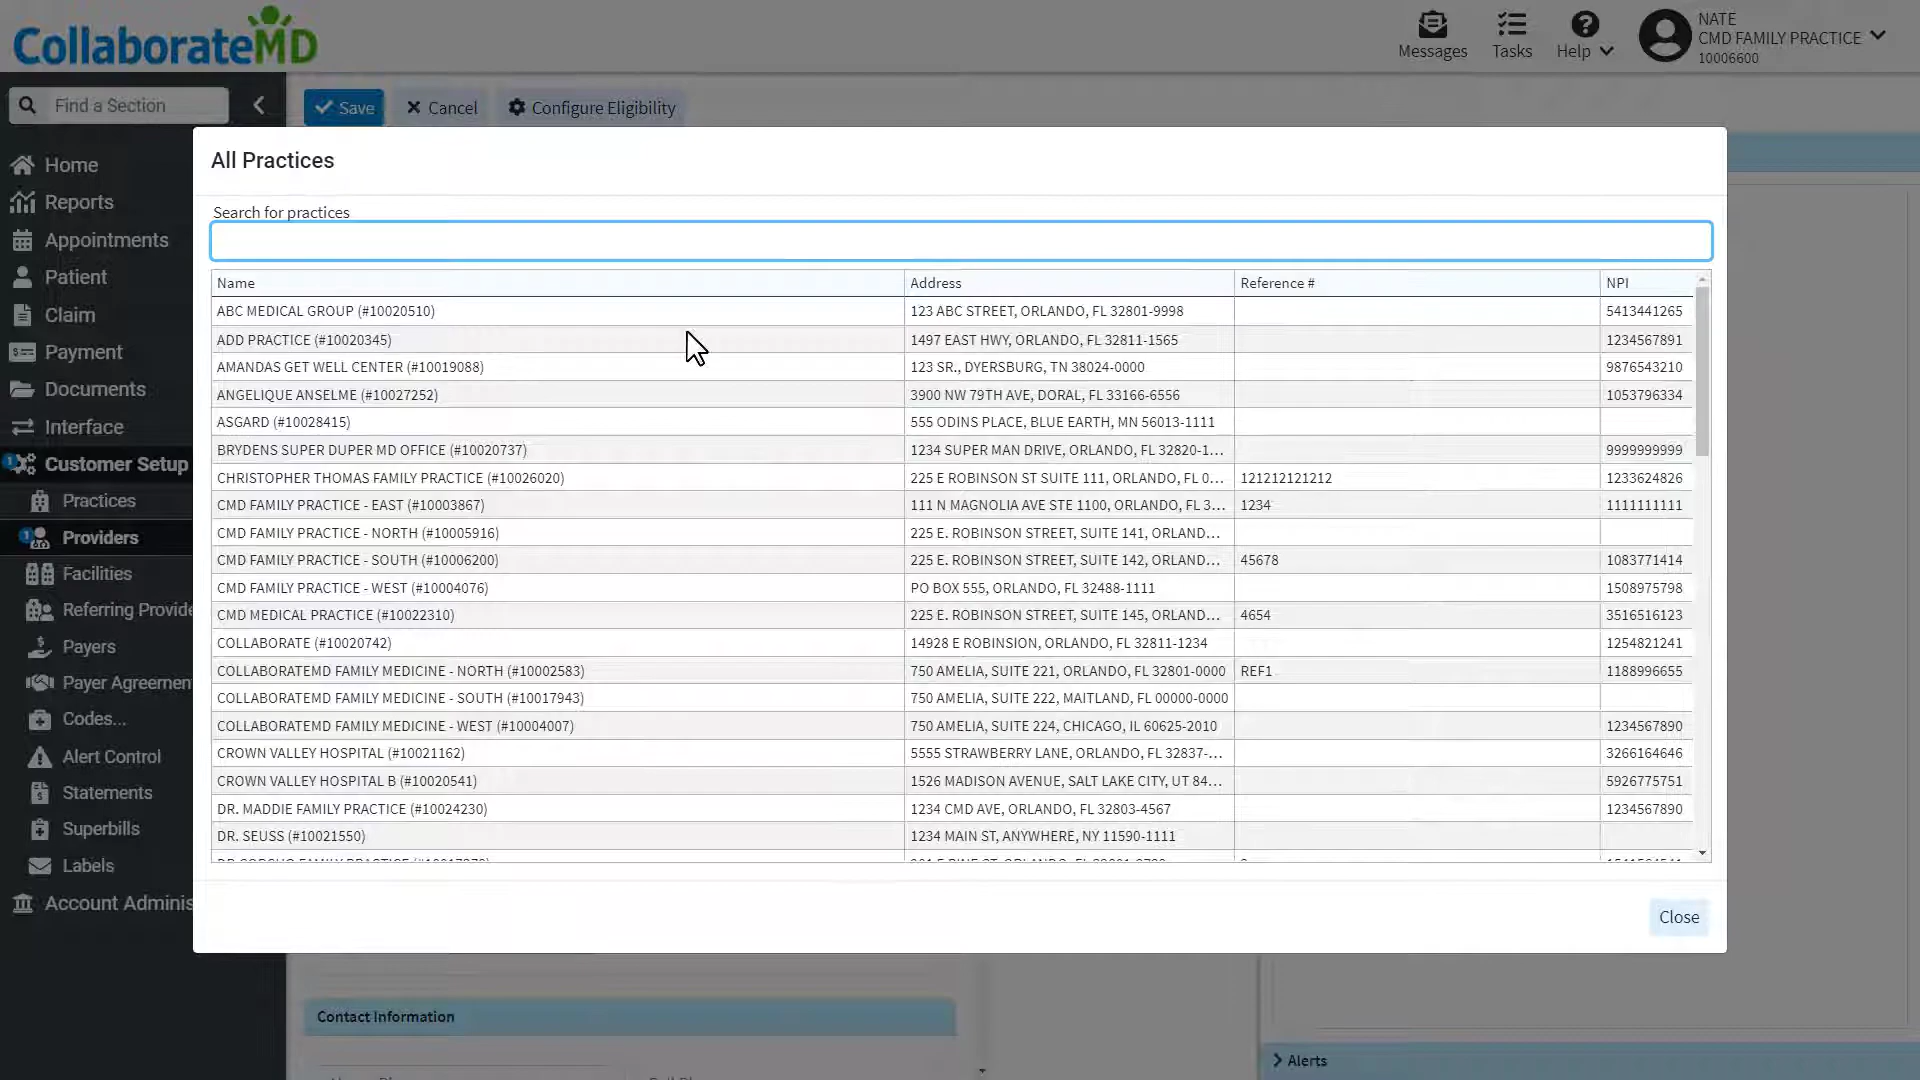 CollaborateMD
Messages
Tasks
Help
NATE
CMD FAMILY PRACTICE
10006600
Find a Section
Save
Cancel
Configure Eligibility
Home
Reports
Appointments
Patient
Claim
Payment
Documents
Interface
1
Customer Setup
Practices
1
Providers
Facilities
Referring Provide
Payers
Payer Agreemen
Codes...
Alert Control
Statements
Superbills
Labels
Account Adminis
All Practices
Search for practices
Name Address Reference # NPI
ABC MEDICAL GROUP (#10020510) 123 ABC STREET, ORLANDO, FL 32801-9998 5413441265
ADD PRACTICE (#10020345) 1497 EAST HWY, ORLANDO, FL 32811-1565 1234567891
AMANDAS GET WELL CENTER (#10019088) 123 SR., DYERSBURG, TN 38024-0000 9876543210
ANGELIQUE ANSELME (#10027252) 3900 NW 79TH AVE, DORAL, FL 33166-6556 1053796334
ASGARD (#10028415) 555 ODINS PLACE, BLUE EARTH, MN 56013-1111
BRYDENS SUPER DUPER MD OFFICE (#10020737) 1234 SUPER MAN DRIVE, ORLANDO, FL 32820-1... 9999999999
CHRISTOPHER THOMAS FAMILY PRACTICE (#10026020) 225 E ROBINSON ST SUITE 111, ORLANDO, FL 0... 121212121212 1233624826
CMD FAMILY PRACTICE - EAST (#10003867) 111 N MAGNOLIA AVE STE 1100, ORLANDO, FL 3... 1234 1111111111
CMD FAMILY PRACTICE - NORTH (#10005916) 225 E. ROBINSON STREET, SUITE 141, ORLAND...
CMD FAMILY PRACTICE - SOUTH (#10006200) 225 E. ROBINSON STREET, SUITE 142, ORLAND... 45678 1083771414
CMD FAMILY PRACTICE - WEST (#10004076) PO BOX 555, ORLANDO, FL 32488-1111 1508975798
CMD MEDICAL PRACTICE (#10022310) 225 E. ROBINSON STREET, SUITE 145, ORLAND... 4654 3516516123
COLLABORATE (#10020742) 14928 E ROBINSION, ORLANDO, FL 32811-1234 1254821241
COLLABORATEMD FAMILY MEDICINE - NORTH (#10002583) 750 AMELIA, SUITE 221, ORLANDO, FL 32801-0000 REF1 1188996655
COLLABORATEMD FAMILY MEDICINE - SOUTH (#10017943) 750 AMELIA, SUITE 222, MAITLAND, FL 00000-0000
COLLABORATEMD FAMILY MEDICINE - WEST (#10004007) 750 AMELIA, SUITE 224, CHICAGO, IL 60625-2010 1234567890
CROWN VALLEY HOSPITAL (#10021162) 5555 STRAWBERRY LANE, ORLANDO, FL 32837-... 3266164646
CROWN VALLEY HOSPITAL B (#10020541) 1526 MADISON AVENUE, SALT LAKE CITY, UT 84... 5926775751
DR. MADDIE FAMILY PRACTICE (#10024230) 1234 CMD AVE, ORLANDO, FL 32803-4567 1234567890
DR. SEUSS (#10021550) 1234 MAIN ST, ANYWHERE, NY 11590-1111
Close
Contact Information
Alerts